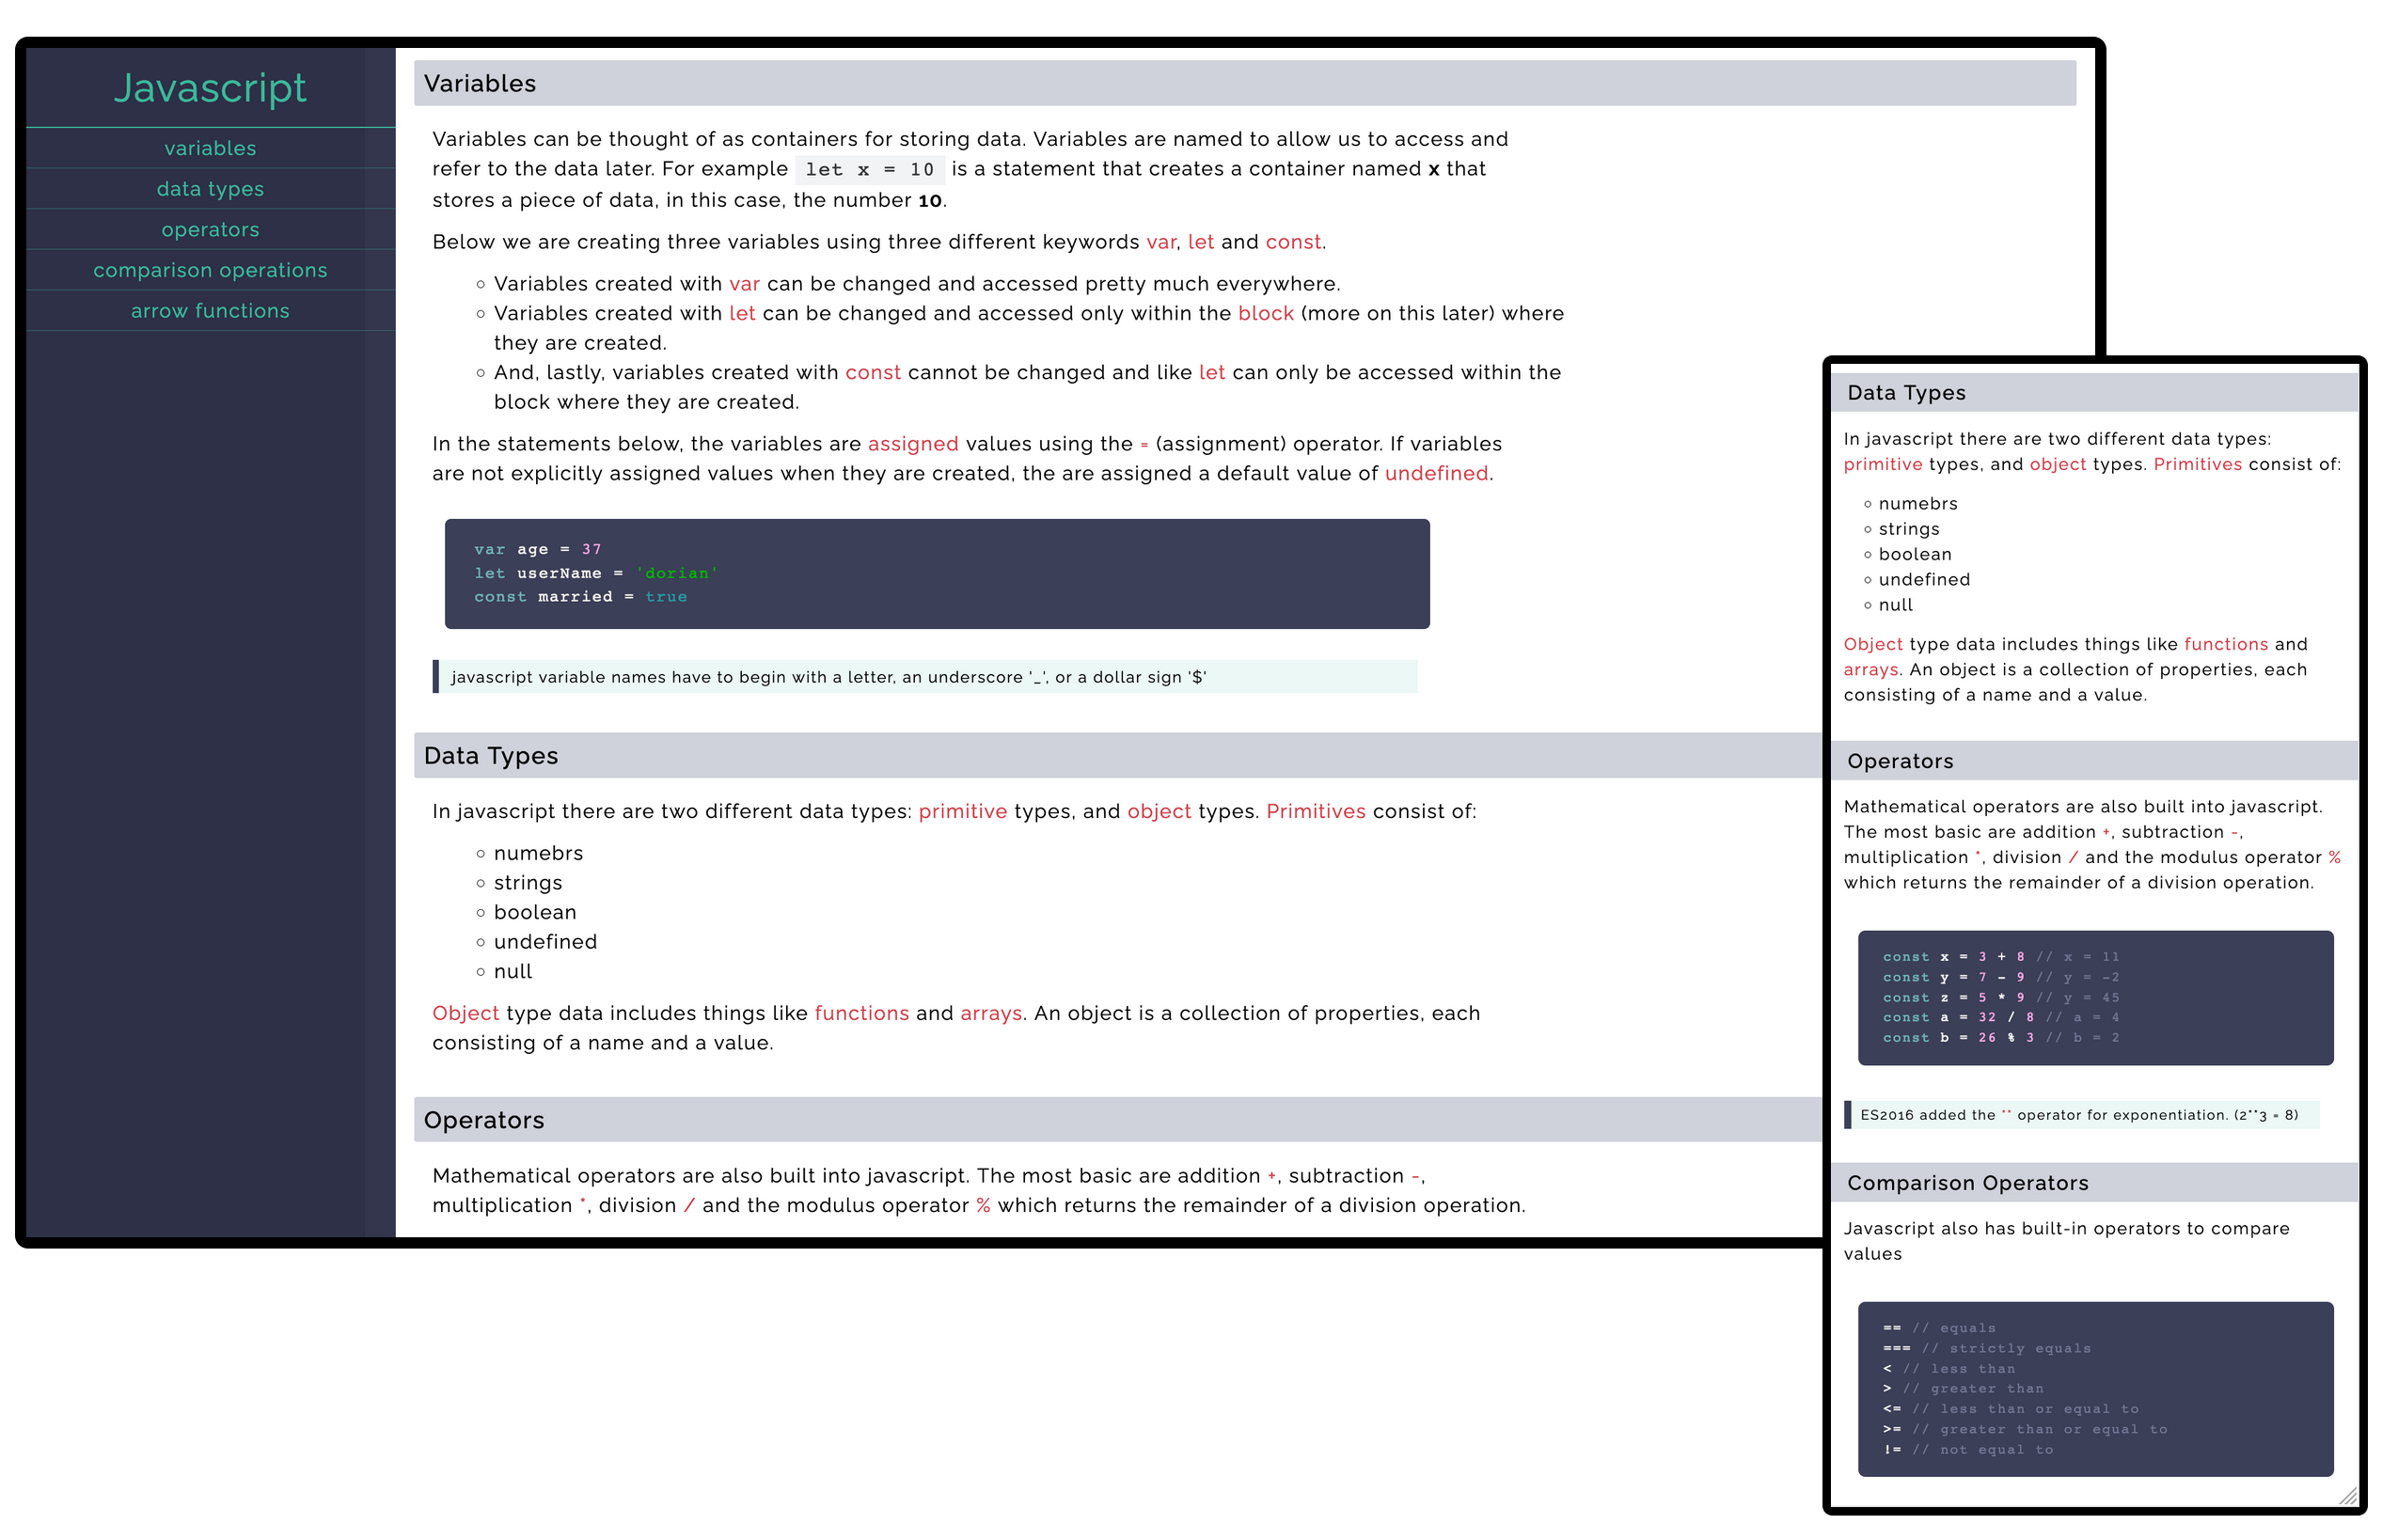 Javascript
variables
data types
operators
comparison operations
arrow functions
Variables
Variables can be thought of as containers for storing data. Variables are named to allow us to access and
refer to the data later. For example let x = 10 is a statement that creates a container named x that
stores a piece of data, in this case, the number 10.
Below we are creating three variables using three different keywords var, let and const.
Variables created with var can be changed and accessed pretty much everywhere.
Variables created with let can be changed and accessed only within the block (more on this later) where
they are created.
And, lastly, variables created with const cannot be changed and like let can only be accessed within the
block where they are created.
In the statements below, the variables are assigned values using the = (assignment) operator. If variables
are not explicitly assigned values when they are created, the are assigned a default value of undefined.
var age = 37
let userName = 'dorian'
const married = true
javascript variable names have to begin with a letter, an underscore '_', or a dollar sign '$'
Data Types
In javascript there are two different data types: primitive types, and object types. Primitives consist of:
numebrs
strings
boolean
undefined
null
Object type data includes things like functions and arrays. An object is a collection of properties, each
consisting of a name and a value.
Operators
Mathematical operators are also built into javascript. The most basic are addition +, subtraction -,
multiplication *, division / and the modulus operator % which returns the remainder of a division operation.
Data Types
In javascript there are two different data types:
primitive types, and object types. Primitives consist of:
numebrs
strings
boolean
undefined
null
Object type data includes things like functions and
arrays. An object is a collection of properties, each
consisting of a name and a value.
Operators
Mathematical operators are also built into javascript.
The most basic are addition +, subtraction -,
multiplication *, division / and the modulus operator %
which returns the remainder of a division operation.
const x = 3 + 8 // x = 11
const y = 7 - 9 // y = -2
const z = 5 * 9 // y = 45
const a = 32 / 8 // a = 4
const b = 26 % 3 // b = 2
ES2016 added the ** operator for exponentiation. (2**3 = 8)
Comparison Operators
Javascript also has built-in operators to compare
values
== // equals
=== // strictly equals
< // less than
> // greater than
<= // less than or equal to
>= // greater than or equal to
!= // not equal to